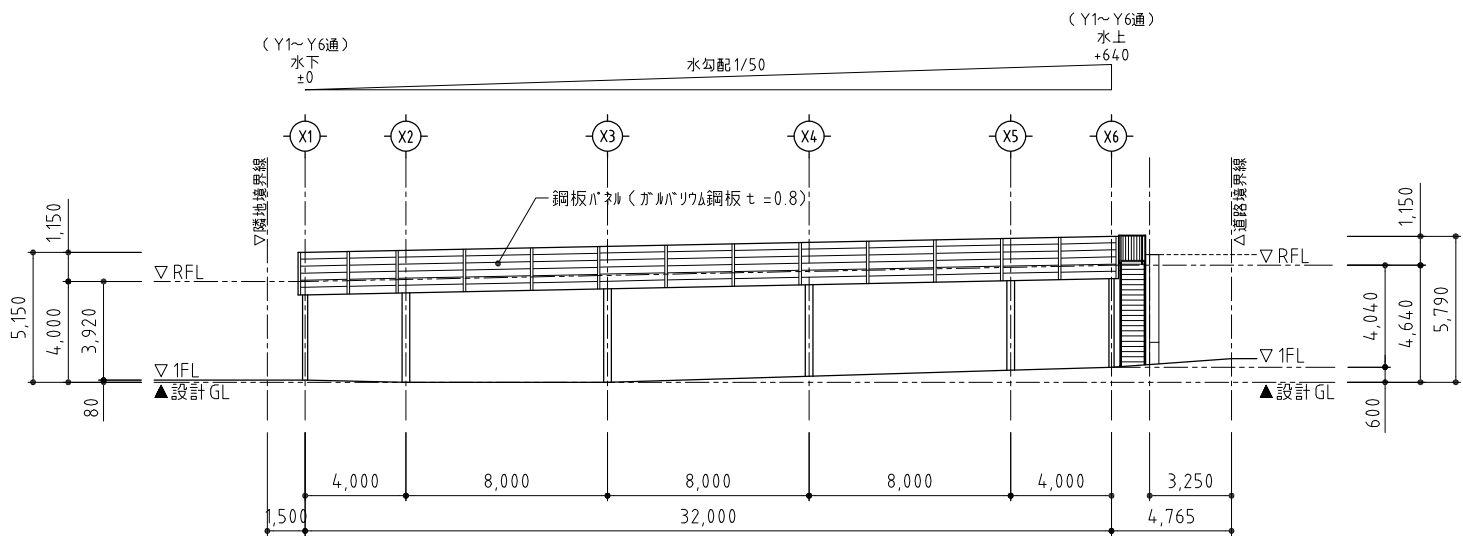 （Y1～Y6通）
水下
±0
水勾配1/50
（Y1～Y6通）
水上
+640
X1
X2
X3
X4
X5
X6
▽隣地境界線
鋼板パネル（ガルバリウム鋼板 t =0.8）
△道路境界線
1,150
5,150
4,000
3,920
80
▽ RFL
▽ 1FL
▲設計GL
▽ RFL
▽ 1FL
▲設計GL
1,150
4,040
4,640
5,790
600
4,000
8,000
8,000
8,000
4,000
3,250
1,500
32,000
4,765